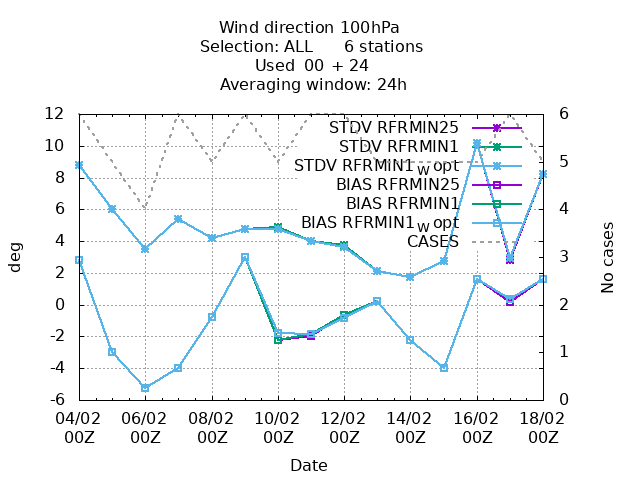 Wind direction 100hPa
Selection: ALL      6 stations
Used  00 + 24
Averaging window: 24h
STDV RFRMIN25
STDV RFRMIN1
STDV RFRMIN1_w opt
BIAS RFRMIN25
BIAS RFRMIN1
BIAS RFRMIN1_w opt
CASES
12
10
8
6
4
2
0
-2
-4
-6
deg
6
5
4
3
2
1
0
No cases
04/02 06/02 08/02 10/02 12/02 14/02 16/02 18/02
00Z 00Z 00Z 00Z 00Z 00Z 00Z 00Z
Date